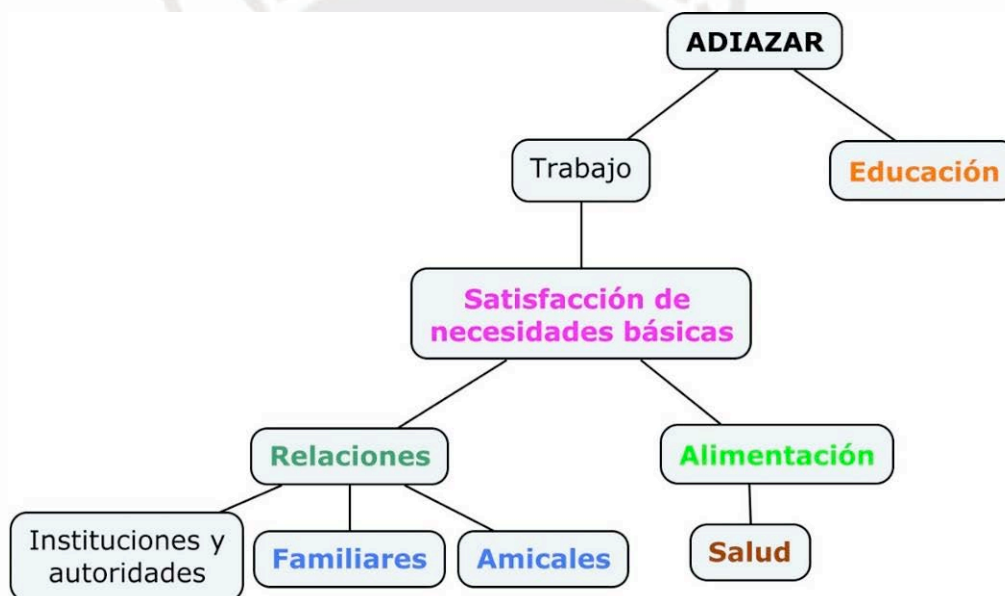 ADIAZAR
Trabajo
Educación
Satisfacción de
necesidades básicas
Relaciones
Alimentación
Instituciones y
autoridades
Familiares
Amicales
Salud